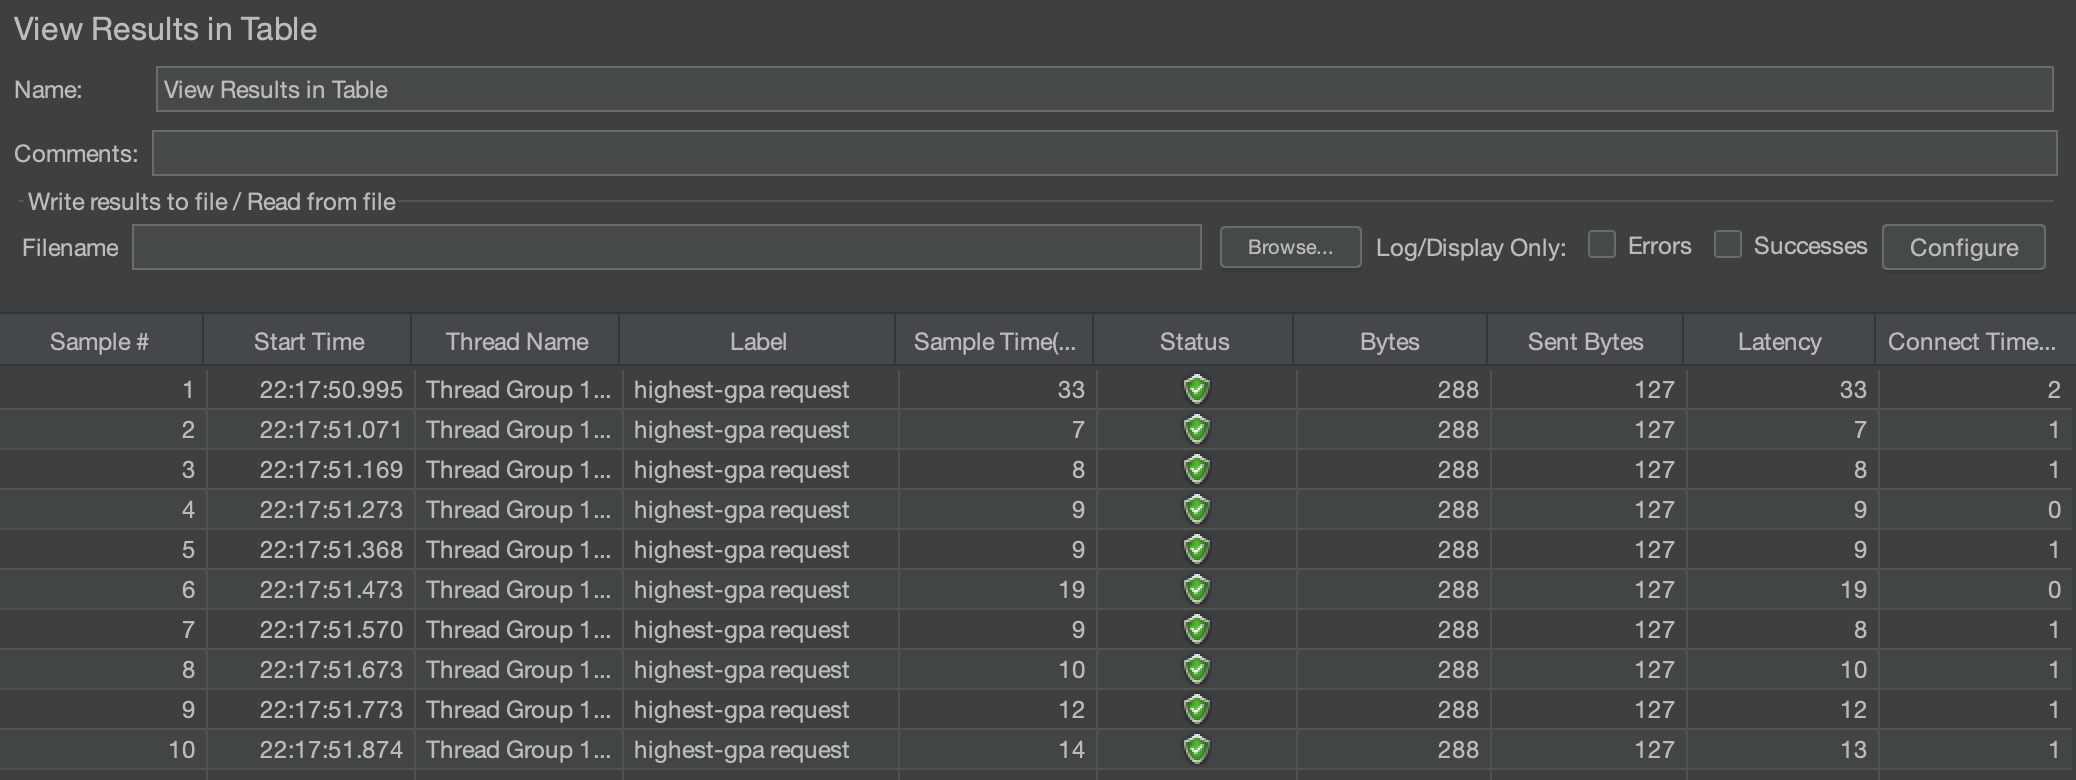 View Results in Table
Name: View Results in Table
Comments:
Write results to file / Read from file
Filename Browse... Log/Display Only: Errors Successes Configure
Sample # Start Time Thread Name Label Sample Time(... Status Bytes Sent Bytes Latency Connect Time...
1 22:17:50.995 Thread Group 1... highest-gpa request 33 288 127 33 2
2 22:17:51.071 Thread Group 1... highest-gpa request 7 288 127 7 1
3 22:17:51.169 Thread Group 1... highest-gpa request 8 288 127 8 1
4 22:17:51.273 Thread Group 1... highest-gpa request 9 288 127 9 0
5 22:17:51.368 Thread Group 1... highest-gpa request 9 288 127 9 1
6 22:17:51.473 Thread Group 1... highest-gpa request 19 288 127 19 0
7 22:17:51.570 Thread Group 1... highest-gpa request 9 288 127 8 1
8 22:17:51.673 Thread Group 1... highest-gpa request 10 288 127 10 1
9 22:17:51.773 Thread Group 1... highest-gpa request 12 288 127 12 1
10 22:17:51.874 Thread Group 1... highest-gpa request 14 288 127 13 1